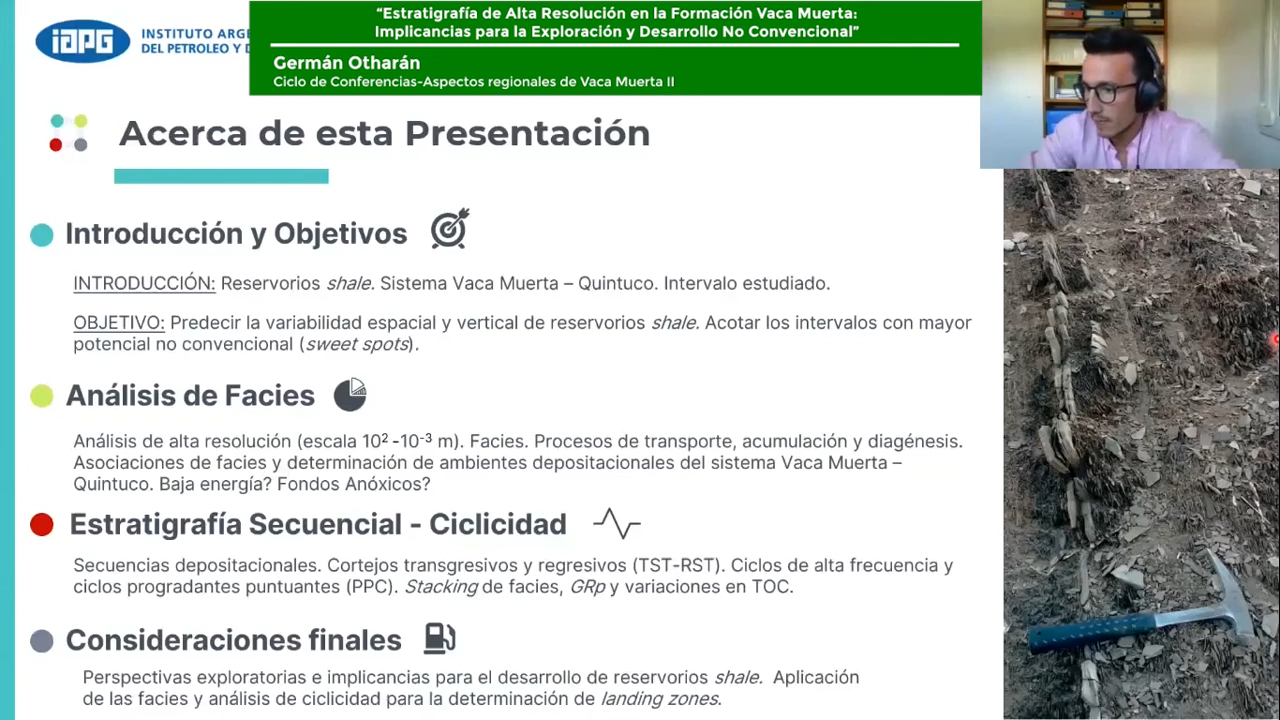 iAPG
INSTITUTO ARGE
DEL PETROLEO Y D
“Estratigrafía de Alta Resolución en la Formación Vaca Muerta:
Implicancias para la Exploración y Desarrollo No Convencional”
Germán Otharán
Ciclo de Conferencias-Aspectos regionales de Vaca Muerta II
Acerca de esta Presentación
Introducción y Objetivos
INTRODUCCIÓN: Reservorios shale. Sistema Vaca Muerta – Quintuco. Intervalo estudiado.
OBJETIVO: Predecir la variabilidad espacial y vertical de reservorios shale. Acotar los intervalos con mayor
potencial no convencional (sweet spots).
Análisis de Facies
Análisis de alta resolución (escala 10² -10⁻³ m). Facies. Procesos de transporte, acumulación y diagénesis.
Asociaciones de facies y determinación de ambientes depositacionales del sistema Vaca Muerta –
Quintuco. Baja energía? Fondos Anóxicos?
Estratigrafía Secuencial - Ciclicidad
Secuencias depositacionales. Cortejos transgresivos y regresivos (TST-RST). Ciclos de alta frecuencia y
ciclos progradantes puntuantes (PPC). Stacking de facies, GRp y variaciones en TOC.
Consideraciones finales
Perspectivas exploratorias e implicancias para el desarrollo de reservorios shale. Aplicación
de las facies y análisis de ciclicidad para la determinación de landing zones.